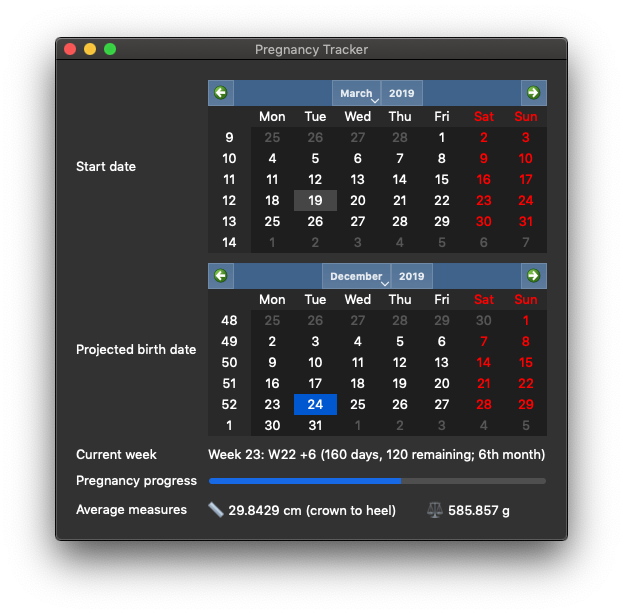 Pregnancy Tracker
March 2019
Mon Tue Wed Thu Fri Sat Sun
9 25 26 27 28 1 2 3
10 4 5 6 7 8 9 10
Start date
11 11 12 13 14 15 16 17
12 18 19 20 21 22 23 24
13 25 26 27 28 29 30 31
14 1 2 3 4 5 6 7
December 2019
Mon Tue Wed Thu Fri Sat Sun
48 25 26 27 28 29 30 1
49 2 3 4 5 6 7 8
Projected birth date
50 9 10 11 12 13 14 15
51 16 17 18 19 20 21 22
52 23 24 25 26 27 28 29
1 30 31 1 2 3 4 5
Current week Week 23: W22 +6 (160 days, 120 remaining; 6th month)
Pregnancy progress
Average measures 29.8429 cm (crown to heel) 585.857 g